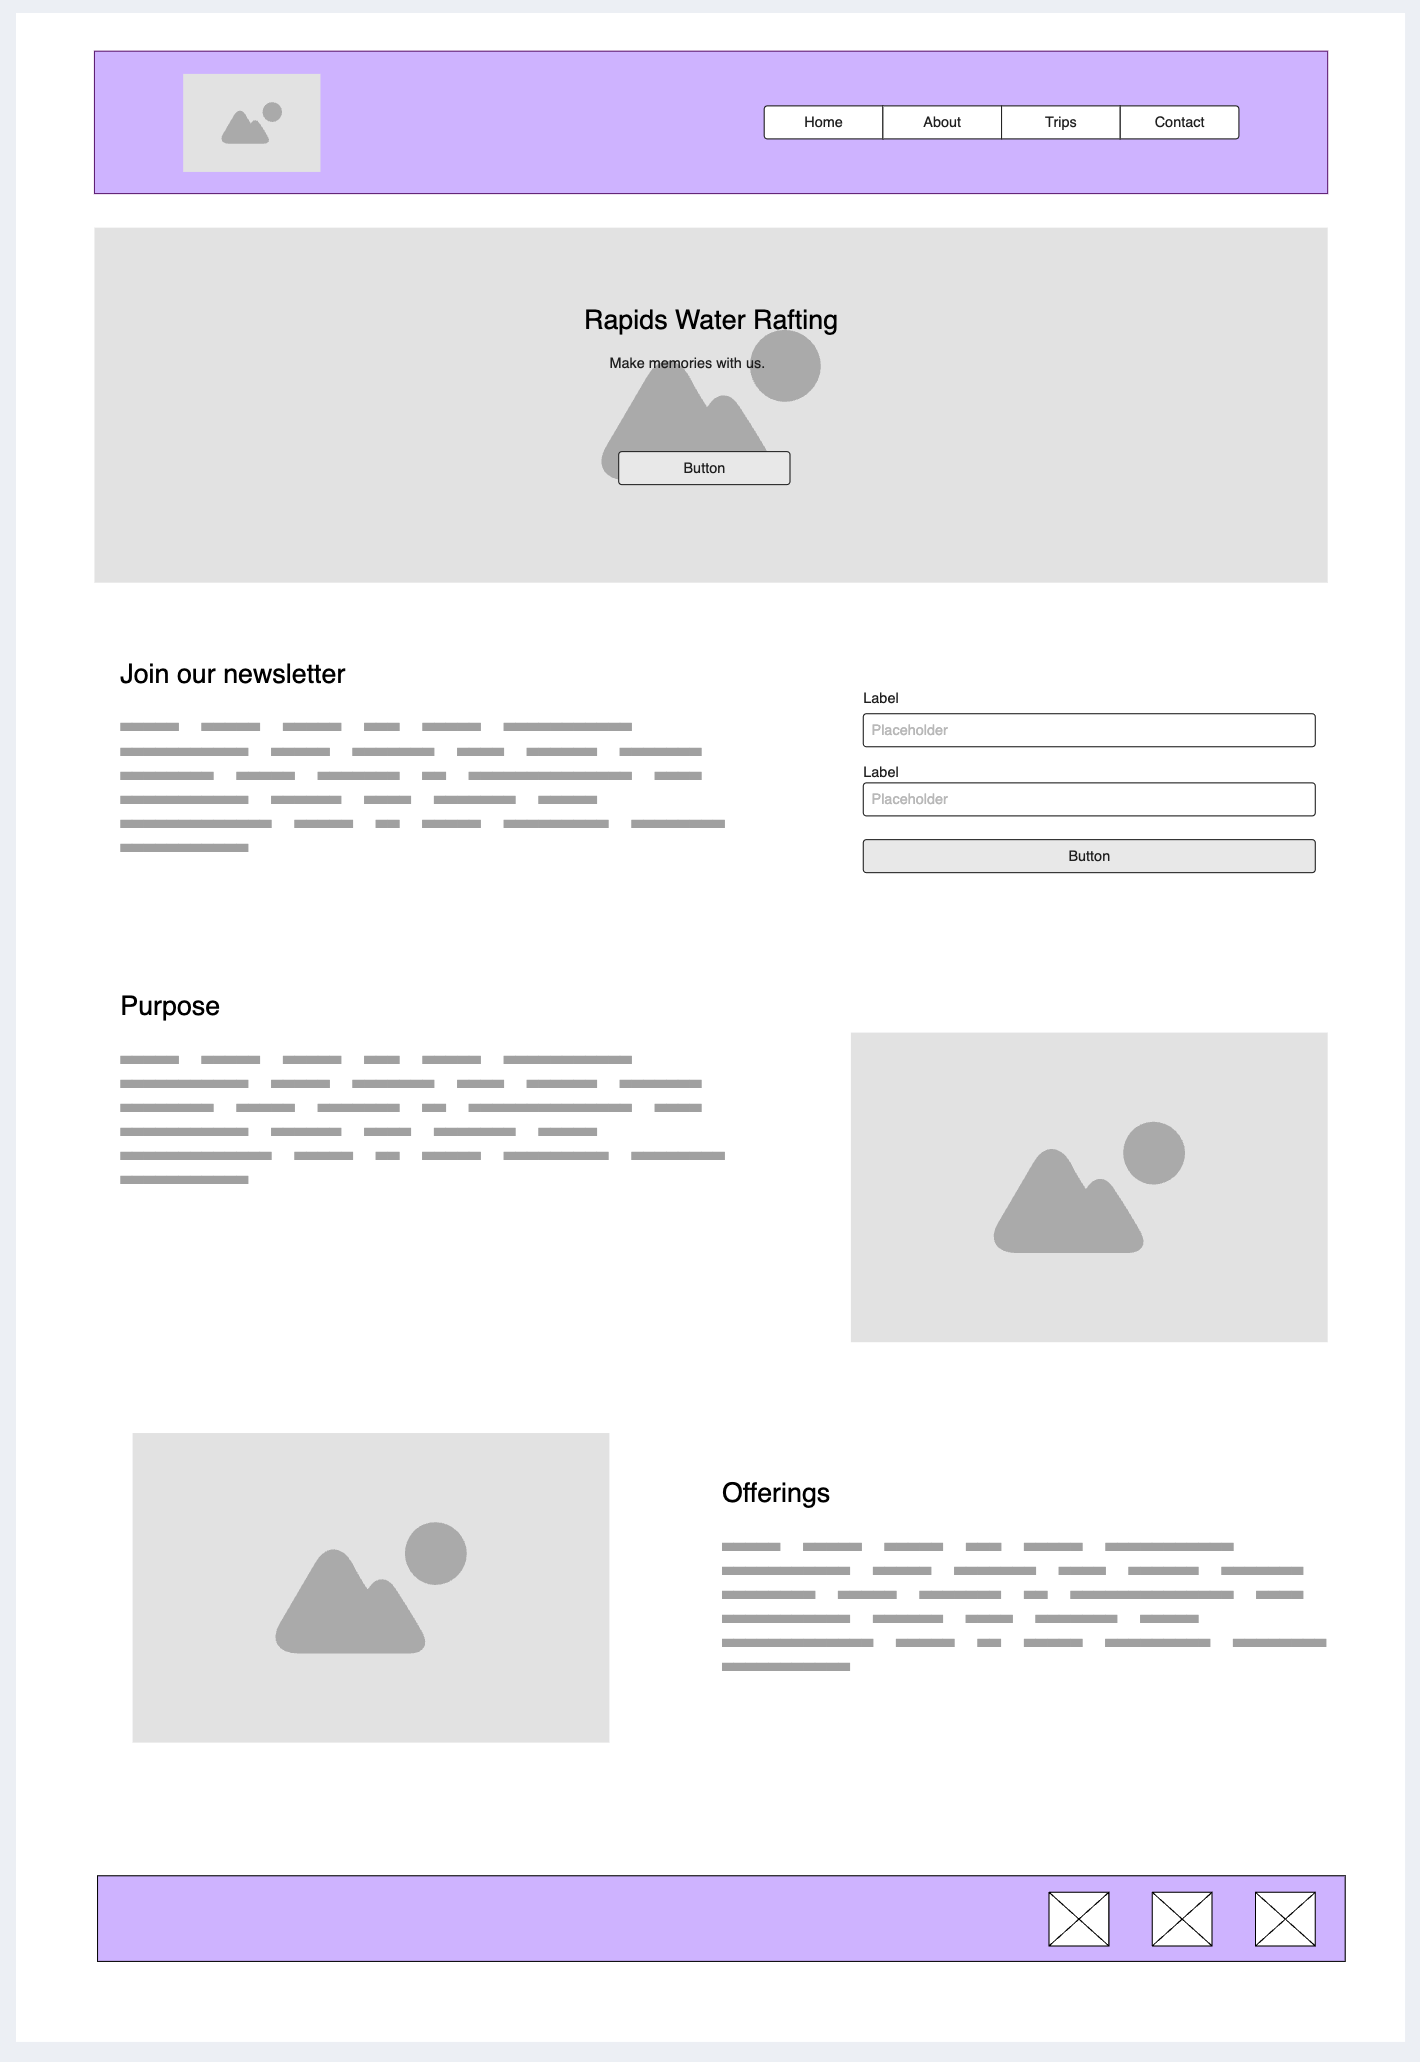 Home About Trips Contact
Rapids Water Rafting
Make memories with us.
Button
Join our newsletter
Label
Placeholder
Label
Placeholder
Button
Purpose
Offerings